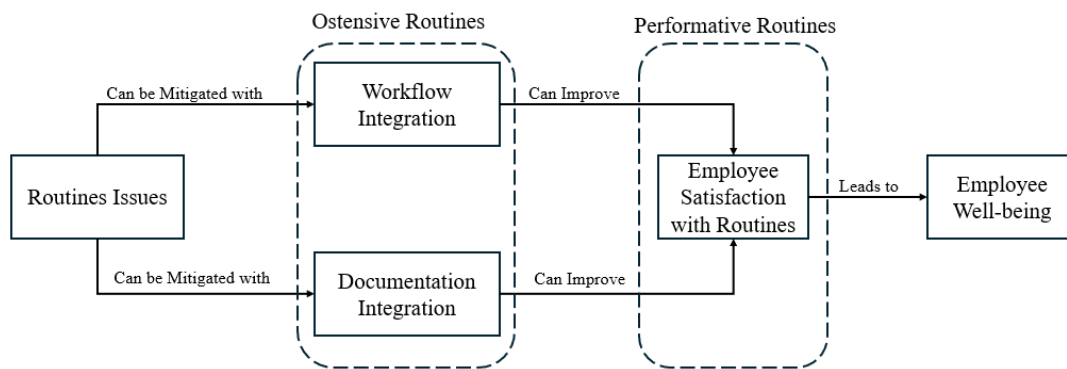 Ostensive Routines
Performative Routines
Can be Mitigated with
Workflow
Integration
Can Improve
Routines Issues
Employee
Satisfaction
with Routines
Leads to
Employee
Well-being
Can be Mitigated with
Documentation
Integration
Can Improve